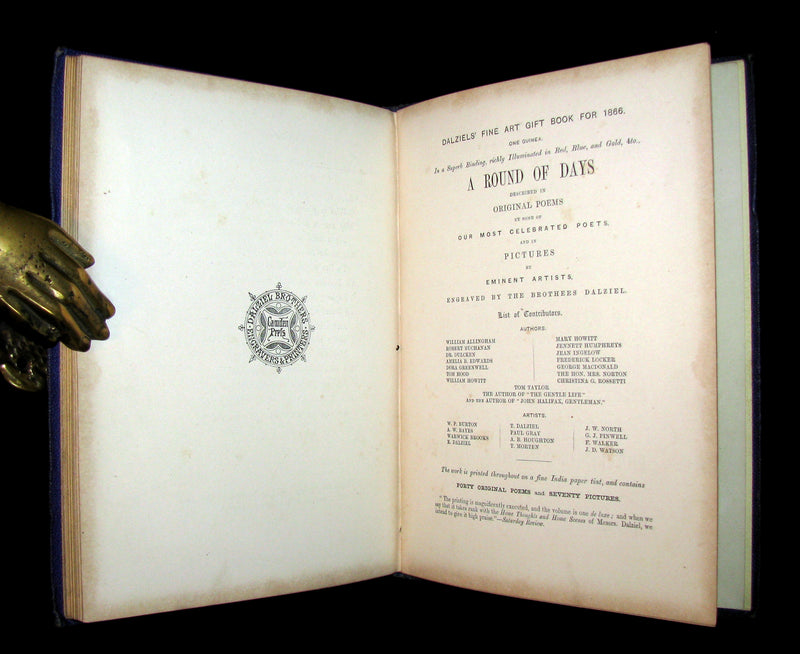 DALZIEL BROTHERS
Camden
Press
ENGRAVERS & PRINTERS
DALZIELS' FINE ART GIFT BOOK FOR 1866.
ONE GUINEA.
In a Superb Binding, richly Illuminated in Red, Blue, and Gold, &c.,
A ROUND OF DAYS
DESCRIBED IN
ORIGINAL POEMS
BY SOME OF
OUR MOST CELEBRATED POETS,
AND IN
PICTURES
BY
EMINENT ARTISTS,
ENGRAVED BY THE BROTHERS DALZIEL.
List of Contributors.
AUTHORS.
WILLIAM ALLINGHAM
ROBERT BUCHANAN
DR. DULCKEN
AMELIA B. EDWARDS
DORA GREENWELL
TOM HOOD
WILLIAM HOWITT
MARY HOWITT
JENNETT HUMPHREYS
JEAN INGELOW
FREDERICK LOCKER
GEORGE MACDONALD
THE HON. MRS. NORTON
CHRISTINA G. ROSSETTI
TOM TAYLOR
THE AUTHOR OF "THE GENTLE LIFE"
AND THE AUTHOR OF "JOHN HALIFAX, GENTLEMAN."
ARTISTS.
W. P. BURTON
A. W. BAYES
WARWICK BROOKS
E. DALZIEL
T. DALZIEL
PAUL GRAY
A. B. HOUGHTON
T. MORTEN
J. W. NORTH
G. J. PINWELL
F. WALKER
J. D. WATSON
The work is printed throughout on a fine India paper tint, and contains
FORTY ORIGINAL POEMS and SEVENTY PICTURES.
"The printing is magnificently executed, and the volume is one de luxe; and when we
say that it takes rank with the Home Thoughts and Home Scenes of Messrs. Dalziel, we
intend to give it high praise."—Saturday Review.